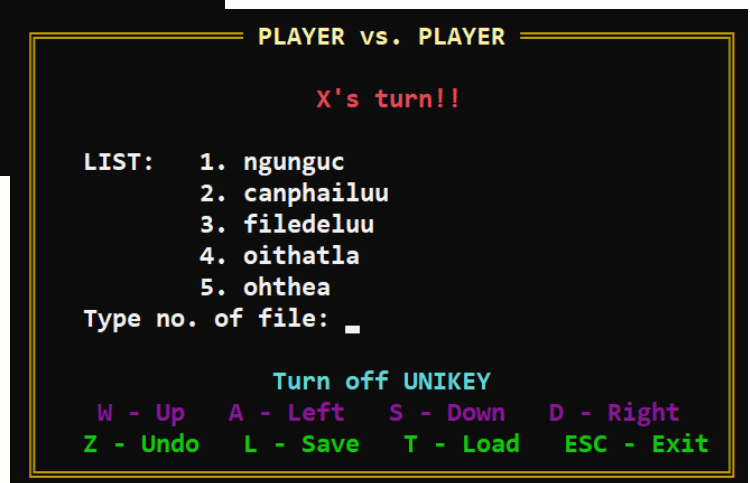 PLAYER vs. PLAYER
X's turn!!
LIST: 1. ngunguc
2. canphailuu
3. filedeluu
4. oithatla
5. ohthea
Type no. of file: _
Turn off UNIKEY
W - Up A - Left S - Down D - Right
Z - Undo L - Save T - Load ESC - Exit